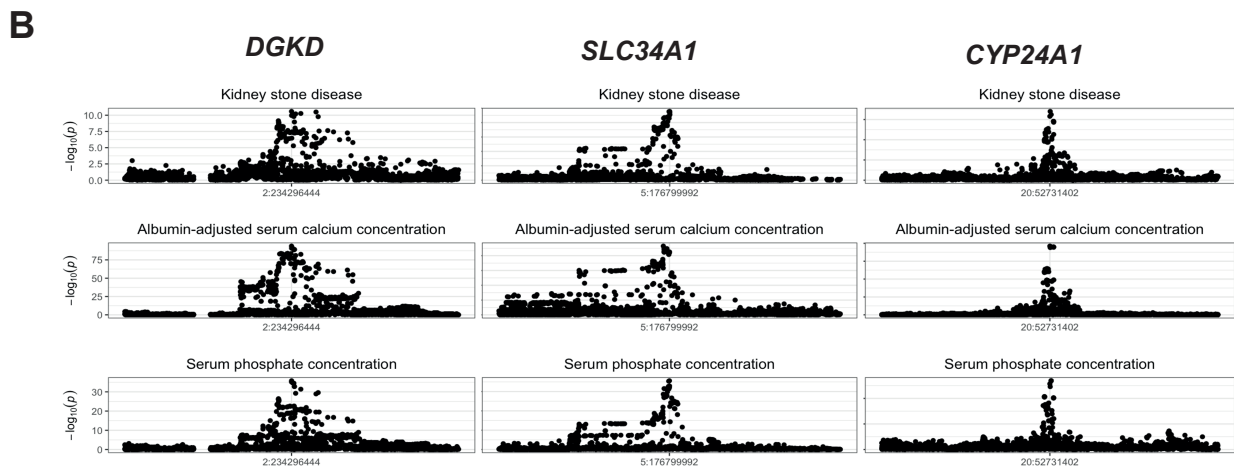 B
DGKD SLC34A1 CYP24A1
Kidney stone disease Kidney stone disease Kidney stone disease
10.0
7.5
5.0
2.5
0.0
−log10(p)
2:234296444 5:176799992 20:52731402
Albumin-adjusted serum calcium concentration Albumin-adjusted serum calcium concentration Albumin-adjusted serum calcium concentration
75
50
25
0
−log10(p)
2:234296444 5:176799992 20:52731402
Serum phosphate concentration Serum phosphate concentration Serum phosphate concentration
30
20
10
0
−log10(p)
2:234296444 5:176799992 20:52731402